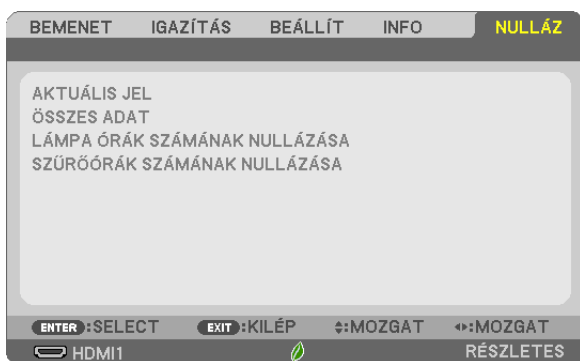 BEMENET IGAZÍTÁS BEÁLLÍT INFO NULLÁZ
AKTUÁLIS JEL
ÖSSZES ADAT
LÁMPA ÓRÁK SZÁMÁNAK NULLÁZÁSA
SZŰRŐÓRÁK SZÁMÁNAK NULLÁZÁSA
ENTER:SELECT EXIT:KILÉP :MOZGAT :MOZGAT
HDMI1 RÉSZLETES